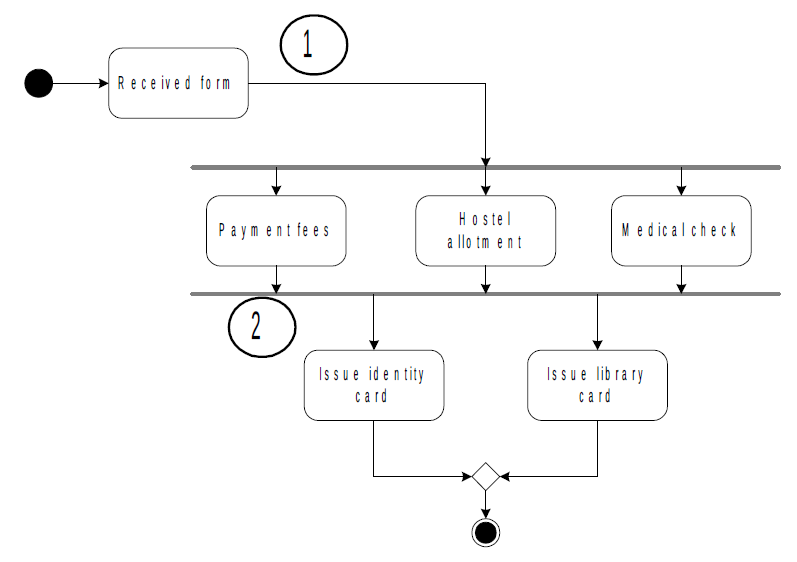 1
Received form
Payment fees
Hostel
allotment
Medical check
2
Issue identity
card
Issue library
card